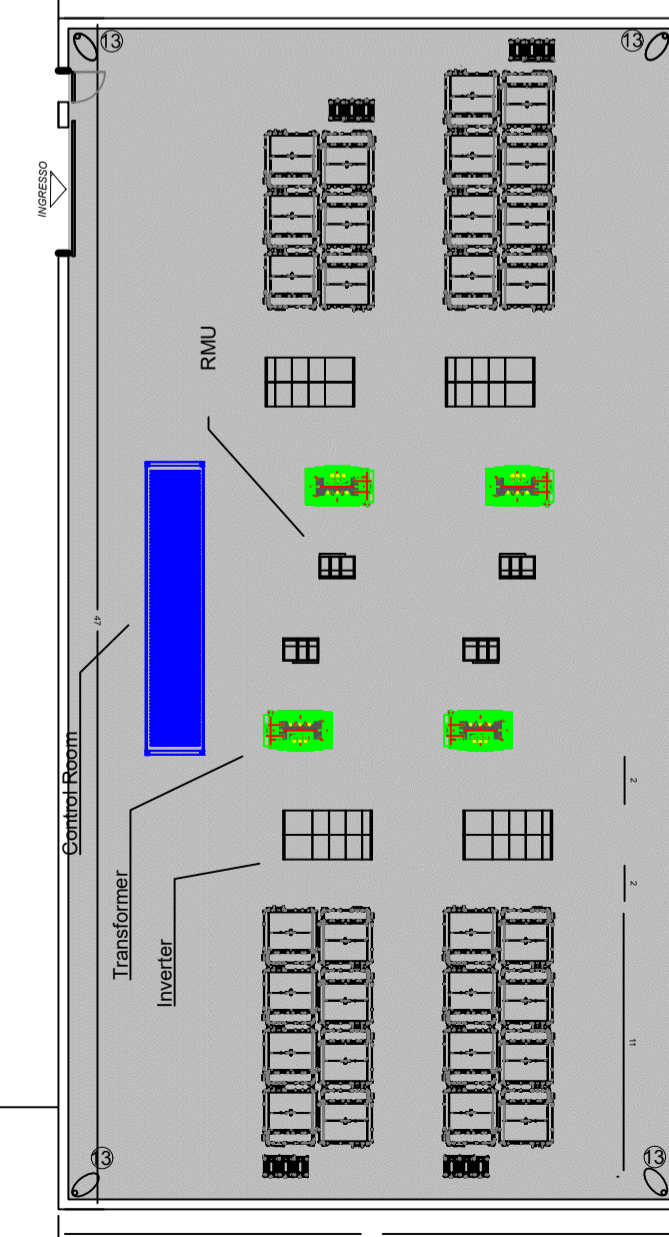 13
13
INGRESSO
RMU
47
Control Room
2
Transformer
2
Inverter
11
13
13